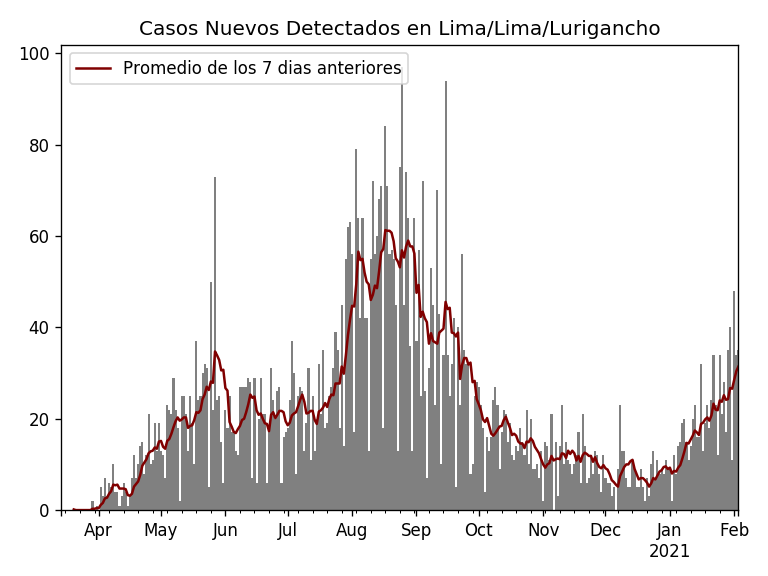 Casos Nuevos Detectados en Lima/Lima/Lurigancho
Promedio de los 7 dias anteriores
100
80
60
40
20
0
Apr May Jun Jul Aug Sep Oct Nov Dec Jan Feb
2021